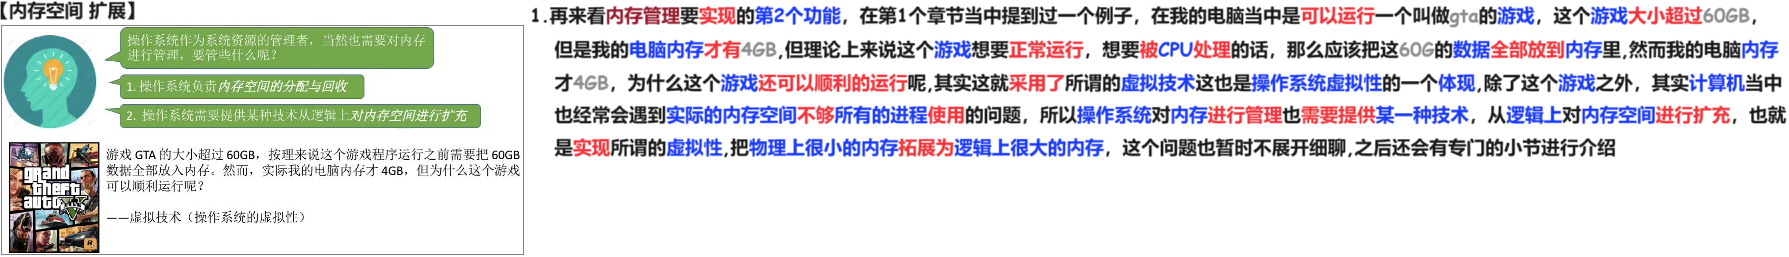 【内存空间 扩展】
操作系统作为系统资源的管理者，当然也需要对内存
进行管理，要管些什么呢？
1. 操作系统负责内存空间的分配与回收
2. 操作系统需要提供某种技术从逻辑上对内存空间进行扩充
grand
theft
auto
V
R
游戏 GTA 的大小超过 60GB，按理来说这个游戏程序运行之前需要把 60GB
数据全部放入内存。然而，实际我的电脑内存才 4GB，但为什么这个游戏
可以顺利运行呢？
——虚拟技术（操作系统的虚拟性）
1.再来看内存管理要实现的第2个功能，在第1个章节当中提到过一个例子，在我的电脑当中是可以运行一个叫做gta的游戏，这个游戏大小超过60GB，
但是我的电脑内存才有4GB,但理论上来说这个游戏想要正常运行，想要被CPU处理的话，那么应该把这60G的数据全部放到内存里,然而我的电脑内存
才4GB，为什么这个游戏还可以顺利的运行呢,其实这就采用了所谓的虚拟技术这也是操作系统虚拟性的一个体现,除了这个游戏之外，其实计算机当中
也经常会遇到实际的内存空间不够所有的进程使用的问题，所以操作系统对内存进行管理也需要提供某一种技术，从逻辑上对内存空间进行扩充，也就
是实现所谓的虚拟性,把物理上很小的内存拓展为逻辑上很大的内存，这个问题也暂时不展开细聊,之后还会有专门的小节进行介绍